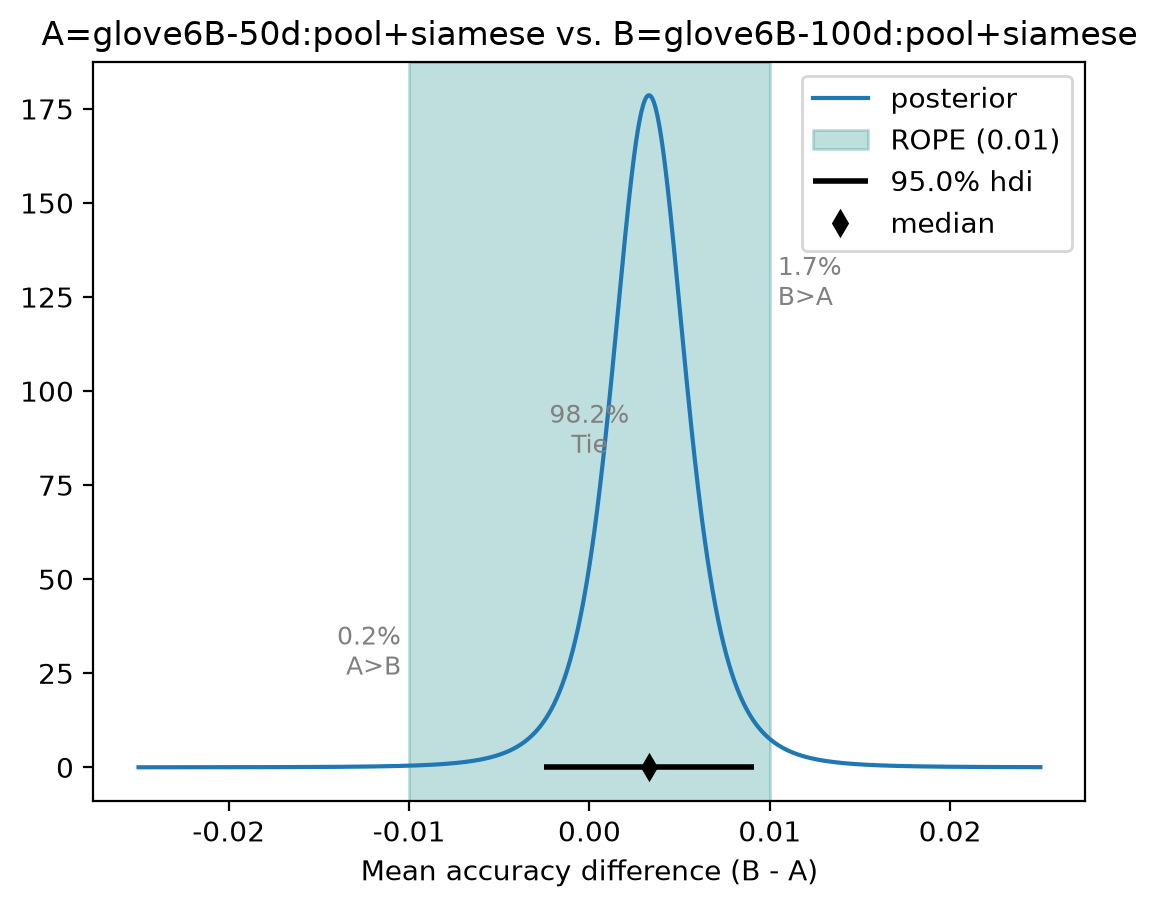 A=glove6B-50d:pool+siamese vs. B=glove6B-100d:pool+siamese
posterior
ROPE (0.01)
95.0% hdi
median
175
150
125
100
75
50
25
0
1.7%
B>A
98.2%
Tie
0.2%
A>B
-0.02
-0.01
0.00
0.01
0.02
Mean accuracy difference (B - A)